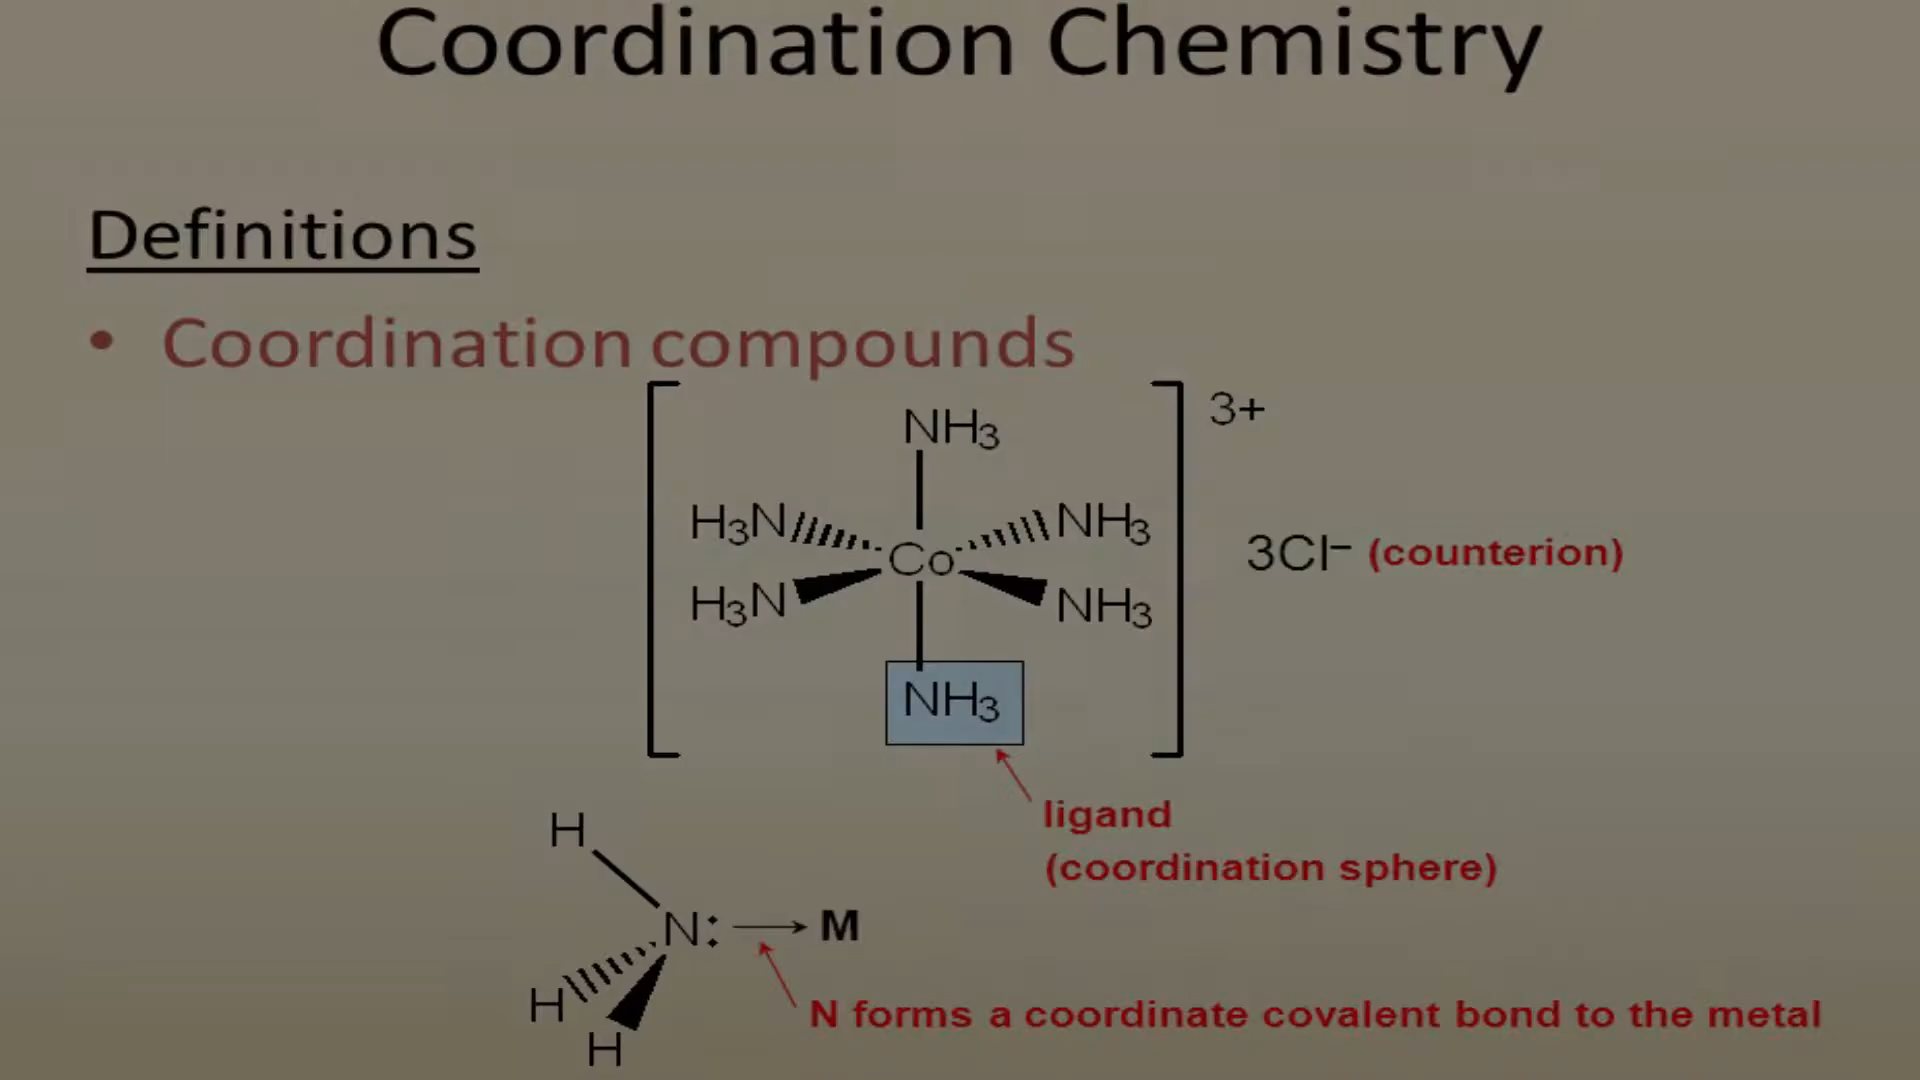 Coordination Chemistry
Definitions
• Coordination compounds
NH₃
3+
H₃N
NH₃
Co
3Cl⁻ (counterion)
H₃N
NH₃
NH₃
ligand
(coordination sphere)
H
N: → M
H
H
N forms a coordinate covalent bond to the metal